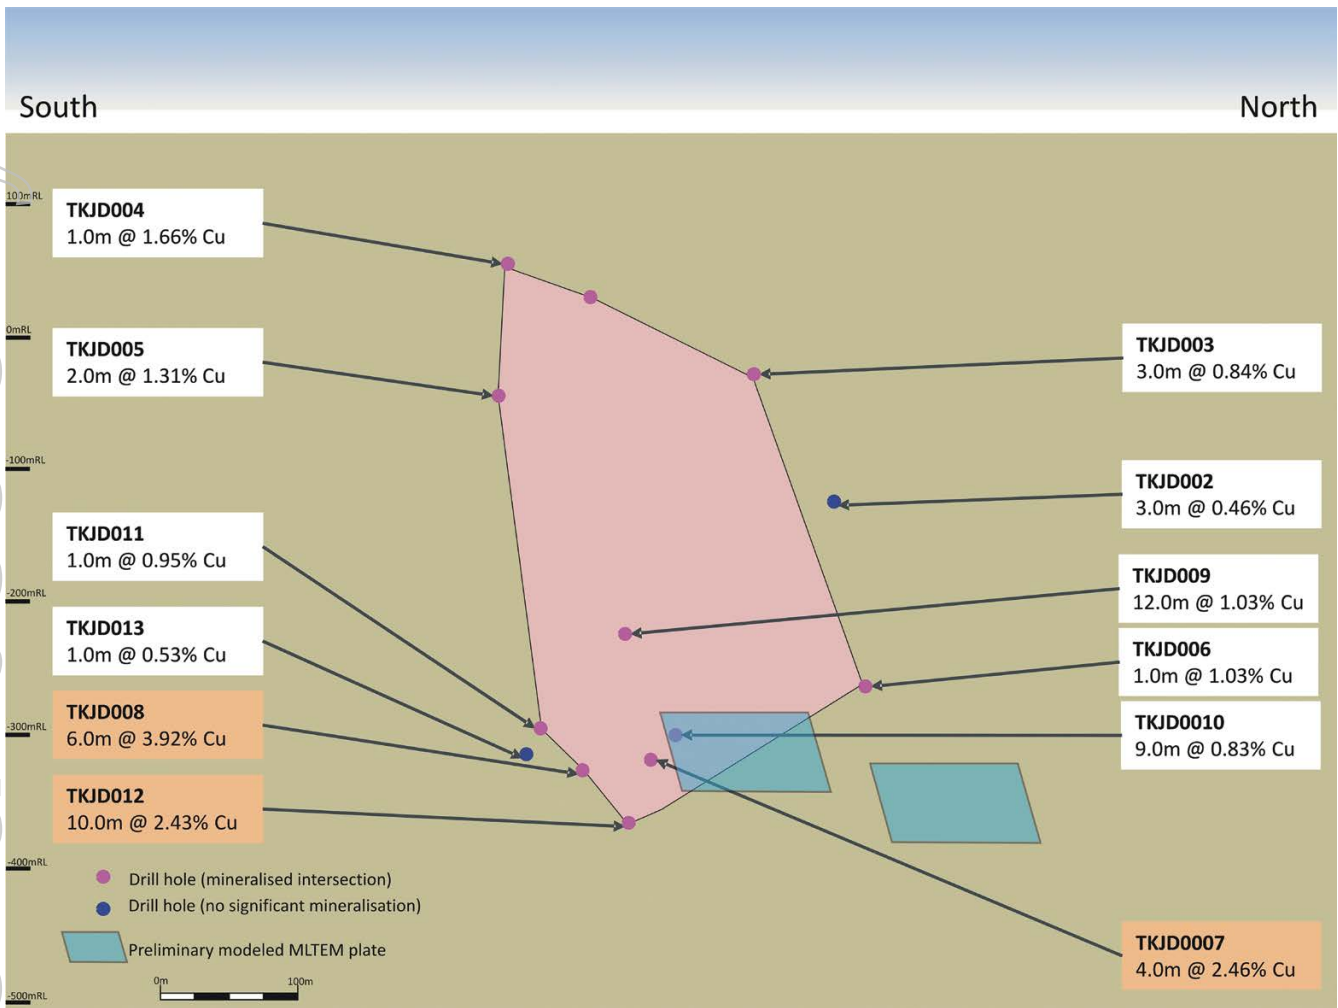 South
North
100mRL
TKJD004
1.0m @ 1.66% Cu
0mRL
TKJD005
2.0m @ 1.31% Cu
TKJD003
3.0m @ 0.84% Cu
-100mRL
TKJD002
3.0m @ 0.46% Cu
TKJD011
1.0m @ 0.95% Cu
TKJD009
12.0m @ 1.03% Cu
-200mRL
TKJD013
1.0m @ 0.53% Cu
TKJD006
1.0m @ 1.03% Cu
TKJD008
6.0m @ 3.92% Cu
-300mRL
TKJD0010
9.0m @ 0.83% Cu
TKJD012
10.0m @ 2.43% Cu
-400mRL
Drill hole (mineralised intersection)
Drill hole (no significant mineralisation)
Preliminary modeled MLTEM plate
TKJD0007
4.0m @ 2.46% Cu
0m
100m
-500mRL